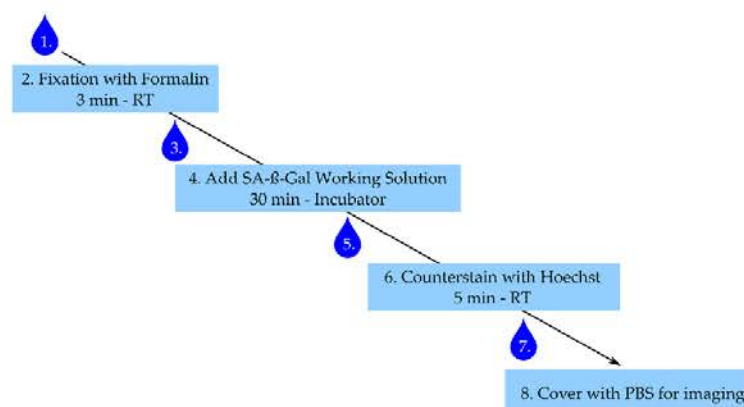 1.
2. Fixation with Formalin
3 min - RT
3.
4. Add SA-ß-Gal Working Solution
30 min - Incubator
5.
6. Counterstain with Hoechst
5 min - RT
7.
8. Cover with PBS for imaging